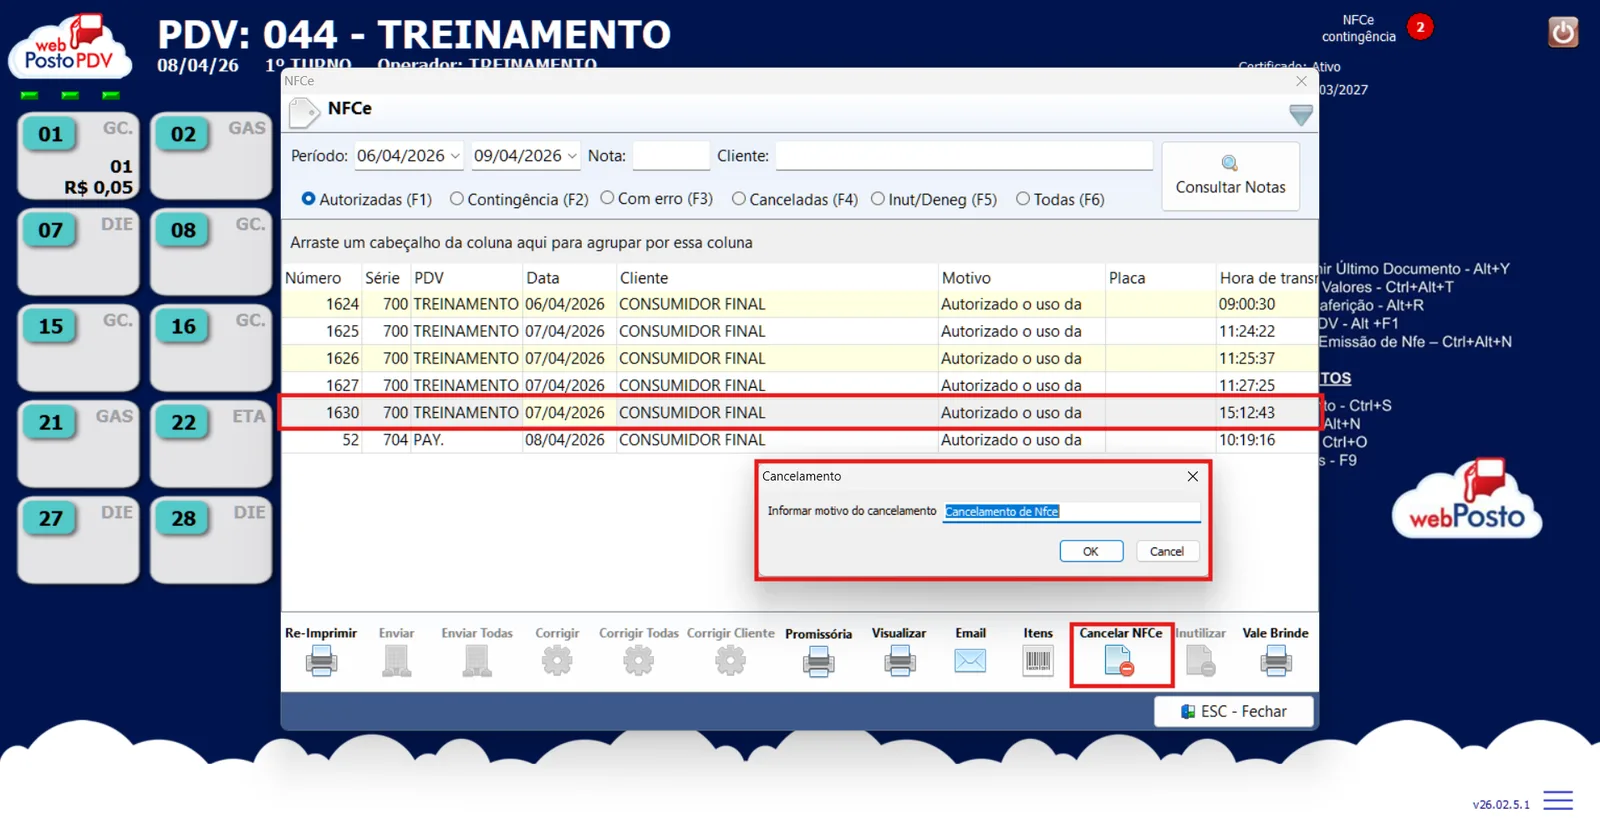 web
PostoPDV
PDV: 044 - TREINAMENTO
08/04/26 1º TURNO Operador: TREINAMENTO
NFCe
contingência
2
Certificado: Ativo
03/2027
01 GC.
01
R$ 0,05
02 GAS
07 DIE
08 GC.
15 GC.
16 GC.
21 GAS
22 ETA
27 DIE
28 DIE
NFCe
NFCe
Período: 06/04/2026 09/04/2026 Nota: Cliente:
Consultar Notas
Autorizadas (F1) Contingência (F2) Com erro (F3) Canceladas (F4) Inut/Deneg (F5) Todas (F6)
Arraste um cabeçalho da coluna aqui para agrupar por essa coluna
Número Série PDV Data Cliente Motivo Placa Hora de transm
1624 700 TREINAMENTO 06/04/2026 CONSUMIDOR FINAL Autorizado o uso da 09:00:30
1625 700 TREINAMENTO 07/04/2026 CONSUMIDOR FINAL Autorizado o uso da 11:24:22
1626 700 TREINAMENTO 07/04/2026 CONSUMIDOR FINAL Autorizado o uso da 11:25:37
1627 700 TREINAMENTO 07/04/2026 CONSUMIDOR FINAL Autorizado o uso da 11:27:25
1630 700 TREINAMENTO 07/04/2026 CONSUMIDOR FINAL Autorizado o uso da 15:12:43
52 704 PAY. 08/04/2026 CONSUMIDOR FINAL Autorizado o uso da 10:19:16
Cancelamento
Informar motivo do cancelamento Cancelamento de Nfce
OK Cancel
Re-Imprimir Enviar Enviar Todas Corrigir Corrigir Todas Corrigir Cliente Promissória Visualizar Email Itens Cancelar NFCe Inutilizar Vale Brinde
ESC - Fechar
nir Último Documento - Alt+Y
Valores - Ctrl+Alt+T
aferição - Alt+R
DV - Alt +F1
Emissão de Nfe – Ctrl+Alt+N
TOS
to - Ctrl+S
Alt+N
Ctrl+O
s - F9
webPosto
v26.02.5.1